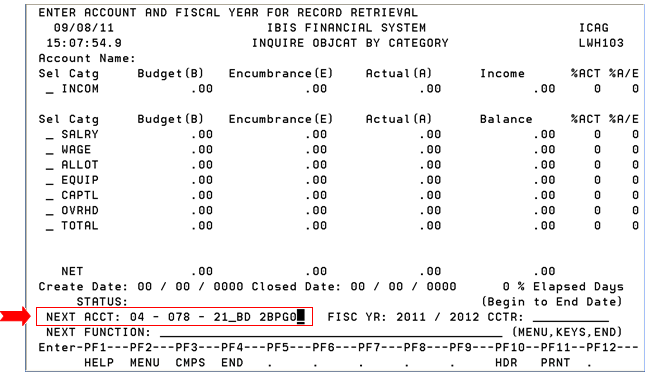 ENTER ACCOUNT AND FISCAL YEAR FOR RECORD RETRIEVAL
09/08/11 IBIS FINANCIAL SYSTEM ICAG
15:07:54.9 INQUIRE OBJCAT BY CATEGORY LWH103
Account Name:
Sel Catg Budget(B) Encumbrance(E) Actual(A) Income %ACT %A/E
_ INCOM .00 .00 .00 .00 0 0
Sel Catg Budget(B) Encumbrance(E) Actual(A) Balance %ACT %A/E
_ SALRY .00 .00 .00 .00 0 0
_ WAGE .00 .00 .00 .00 0 0
_ ALLOT .00 .00 .00 .00 0 0
_ EQUIP .00 .00 .00 .00 0 0
_ CAPTL .00 .00 .00 .00 0 0
_ OVRHD .00 .00 .00 .00 0 0
_ TOTAL .00 .00 .00 .00 0 0
NET .00 .00 .00 .00
Create Date: 00 / 00 / 0000 Closed Date: 00 / 00 / 0000 0 % Elapsed Days
STATUS: (Begin to End Date)
NEXT ACCT: 04 - 078 - 21_BD 2BPGO FISC YR: 2011 / 2012 CCTR: __________
NEXT FUNCTION: ______________________________________ (MENU,KEYS,END)
Enter-PF1---PF2---PF3---PF4---PF5---PF6---PF7---PF8---PF9---PF10--PF11--PF12---
HELP MENU CMPS END . . . . . HDR PRNT .